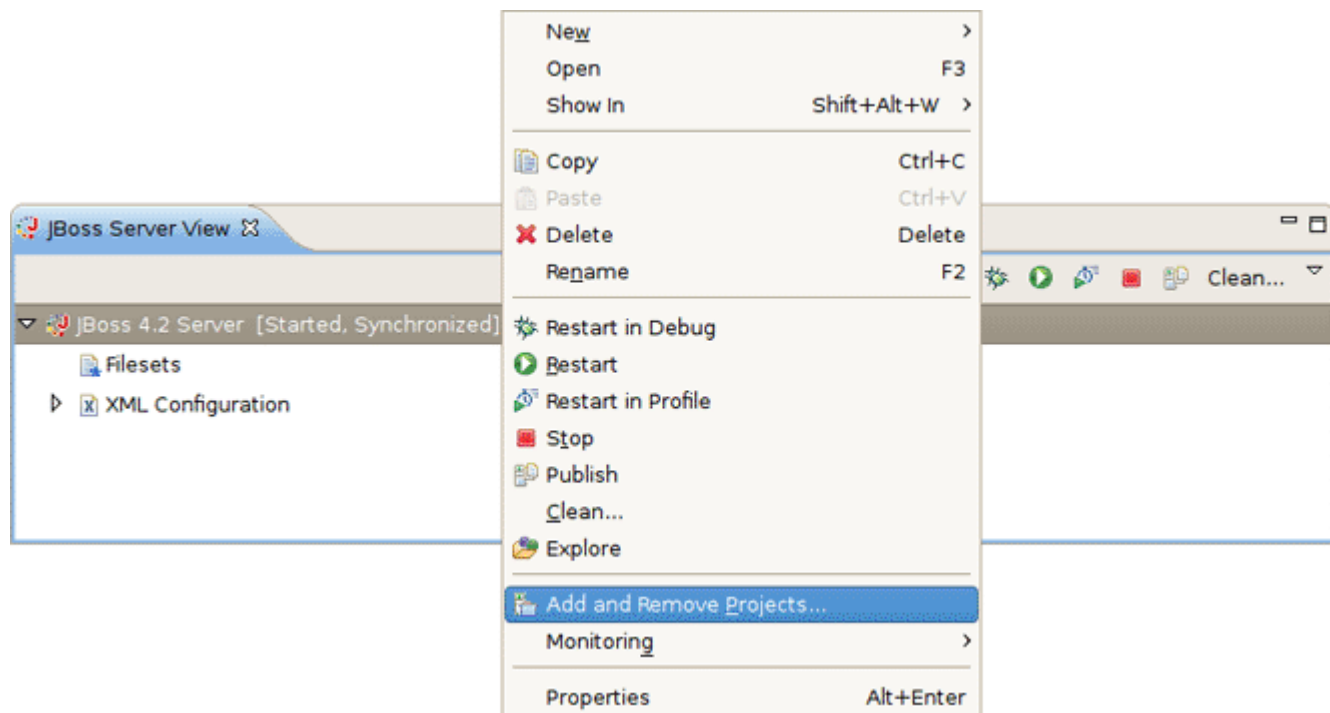 New
Open F3
Show In Shift+Alt+W
Copy Ctrl+C
Paste Ctrl+V
JBoss Server View
Delete Delete
Rename F2
Clean...
JBoss 4.2 Server [Started, Synchronized]
Filesets
XML Configuration
Restart in Debug
Restart
Restart in Profile
Stop
Publish
Clean...
Explore
Add and Remove Projects...
Monitoring
Properties Alt+Enter